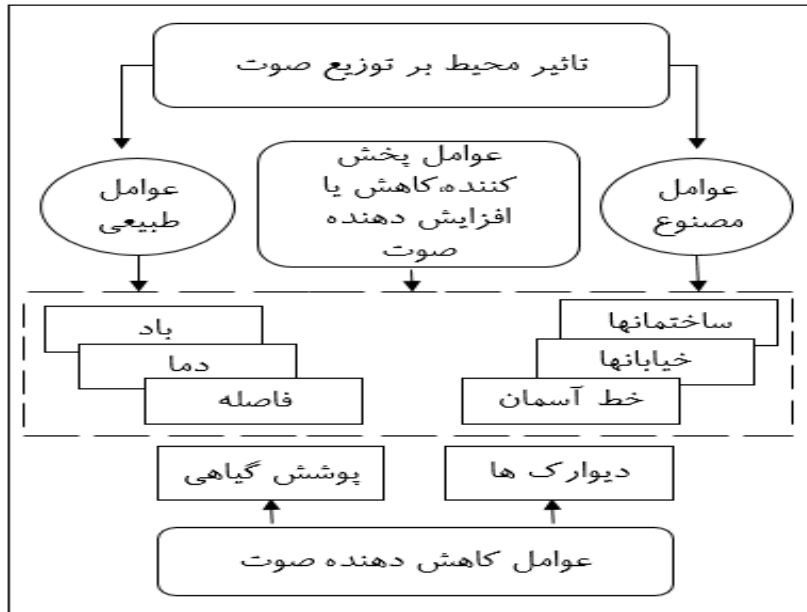 تاثیر محیط بر توزیع صوت
عوامل
مصنوع
عوامل پخش
کننده،کاهش یا
افزایش دهنده
صوت
عوامل
طبیعی
ساختمانها
خیابانها
خط آسمان
باد
دما
فاصله
دیوارک ها
پوشش گیاهی
عوامل کاهش دهنده صوت